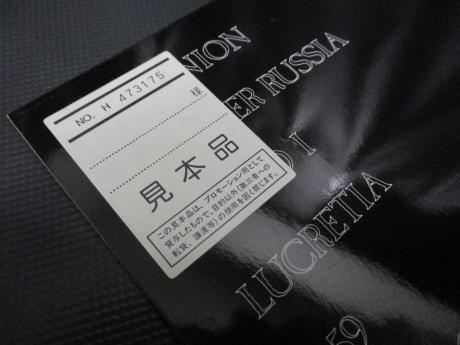 NO. H 473175
様
見本品
この見本品は、プロモーション用として
貸与したもので、目的以外(第三者への
転貸、譲渡等)の使用を固く禁じます。
NION
ER RUSSIA
D I
LUCRETIA
59